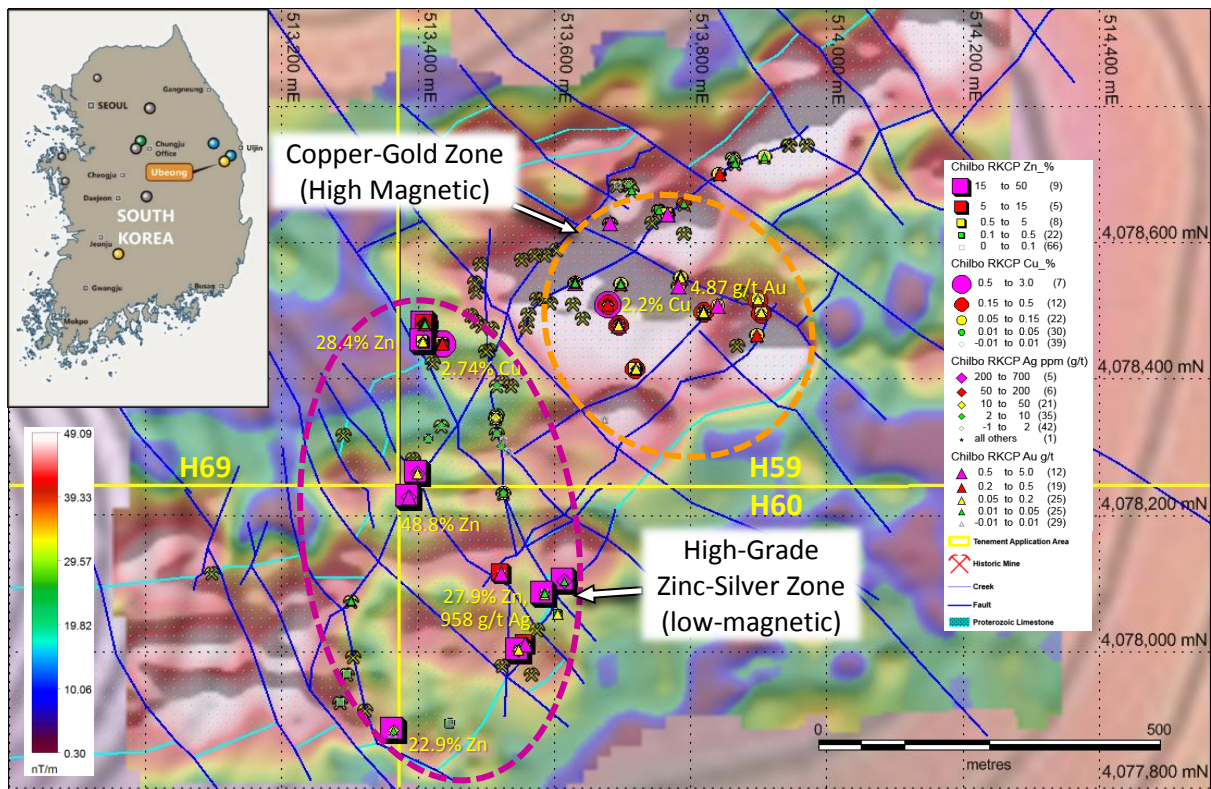 SEOUL
Gangneung
Chungju
Office
Uljin
Ubeong
Cheogju
Daejeon
SOUTH
KOREA
Jeonju
Gwangju
Busan
Mokpo
513,200 mE
513,400 mE
513,600 mE
513,800 mE
514,000 mE
514,200 mE
514,400 mE
Copper-Gold Zone
(High Magnetic)
4,078,600 mN
4.87 g/t Au
2.2% Cu
28.4% Zn
2.74% Cu
4,078,400 mN
H69
H59
H60
4,078,200 mN
48.8% Zn
High-Grade
Zinc-Silver Zone
(low-magnetic)
27.9% Zn,
958 g/t Ag
4,078,000 mN
22.9% Zn
0
500
metres
4,077,800 mN
49.09
39.33
29.57
19.82
10.06
0.30
nT/m
Chilbo RKCP Zn_%
15 to 50 (9)
5 to 15 (5)
0.5 to 5 (8)
0.1 to 0.5 (22)
0 to 0.1 (66)
Chilbo RKCP Cu_%
0.5 to 3.0 (7)
0.15 to 0.5 (12)
0.05 to 0.15 (22)
0.01 to 0.05 (30)
-0.01 to 0.01 (39)
Chilbo RKCP Ag ppm (g/t)
200 to 700 (5)
50 to 200 (6)
10 to 50 (21)
2 to 10 (35)
-1 to 2 (42)
all others (1)
Chilbo RKCP Au g/t
0.5 to 5.0 (12)
0.2 to 0.5 (19)
0.05 to 0.2 (25)
0.01 to 0.05 (25)
-0.01 to 0.01 (29)
Tenement Application Area
Historic Mine
Creek
Fault
Proterozoic Limestone